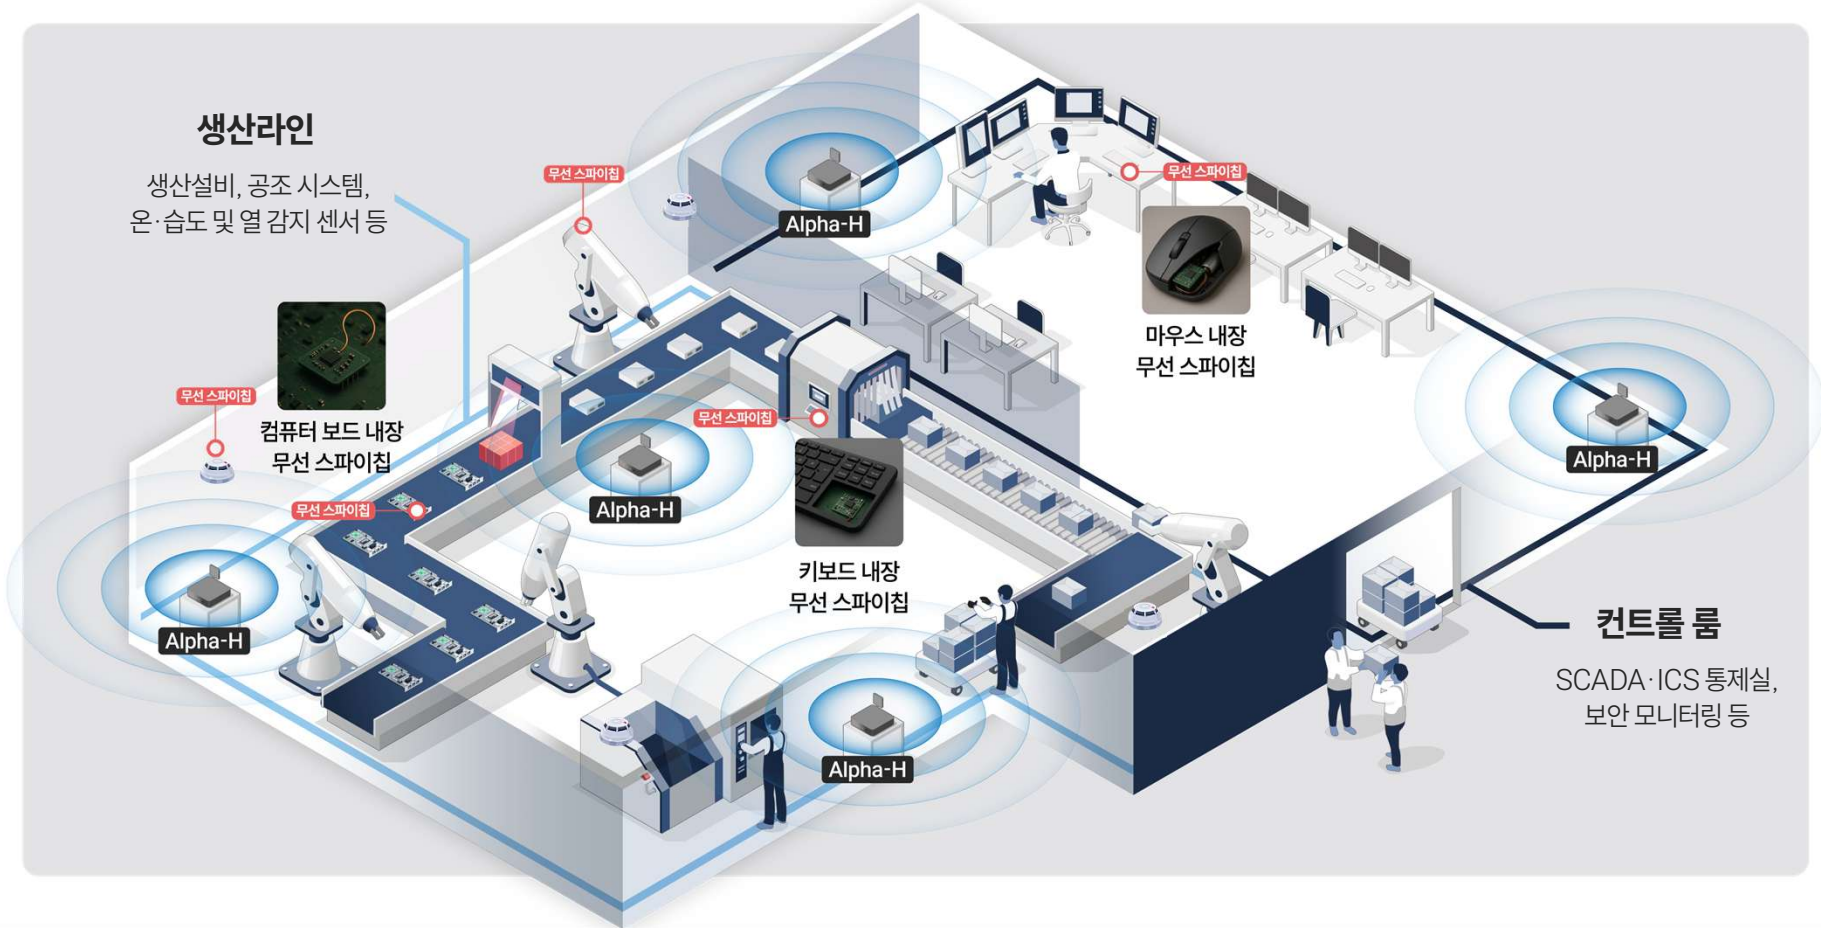 생산라인
생산설비, 공조 시스템,
온·습도 및 열 감지 센서 등
무선 스파이칩
무선 스파이칩
Alpha-H
마우스 내장
무선 스파이칩
무선 스파이칩
컴퓨터 보드 내장
무선 스파이칩
무선 스파이칩
Alpha-H
Alpha-H
무선 스파이칩
키보드 내장
무선 스파이칩
Alpha-H
Alpha-H
컨트롤 룸
SCADA·ICS 통제실,
보안 모니터링 등